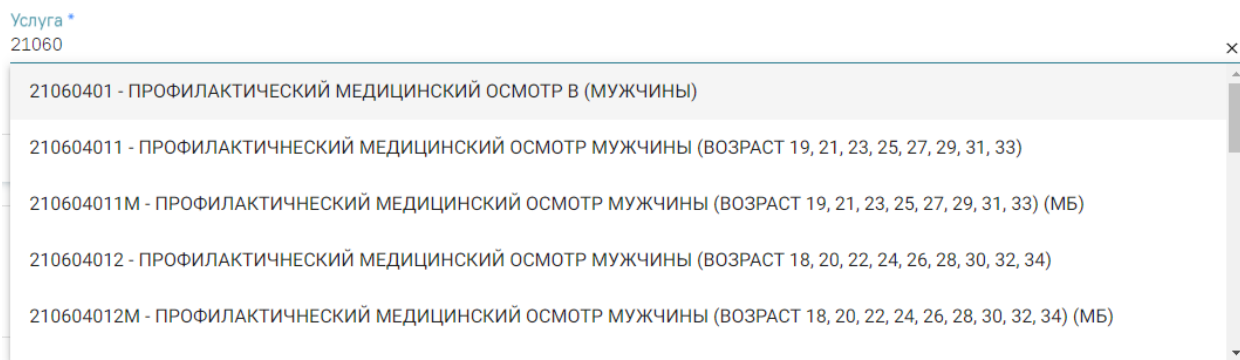 Услуга *
21060
21060401 - ПРОФИЛАКТИЧЕСКИЙ МЕДИЦИНСКИЙ ОСМОТР В (МУЖЧИНЫ)
210604011 - ПРОФИЛАКТИЧНЕСКИЙ МЕДИЦИНСКИЙ ОСМОТР МУЖЧИНЫ (ВОЗРАСТ 19, 21, 23, 25, 27, 29, 31, 33)
210604011М - ПРОФИЛАКТИЧНЕСКИЙ МЕДИЦИНСКИЙ ОСМОТР МУЖЧИНЫ (ВОЗРАСТ 19, 21, 23, 25, 27, 29, 31, 33) (МБ)
210604012 - ПРОФИЛАКТИЧНЕСКИЙ МЕДИЦИНСКИЙ ОСМОТР МУЖЧИНЫ (ВОЗРАСТ 18, 20, 22, 24, 26, 28, 30, 32, 34)
210604012М - ПРОФИЛАКТИЧНЕСКИЙ МЕДИЦИНСКИЙ ОСМОТР МУЖЧИНЫ (ВОЗРАСТ 18, 20, 22, 24, 26, 28, 30, 32, 34) (МБ)